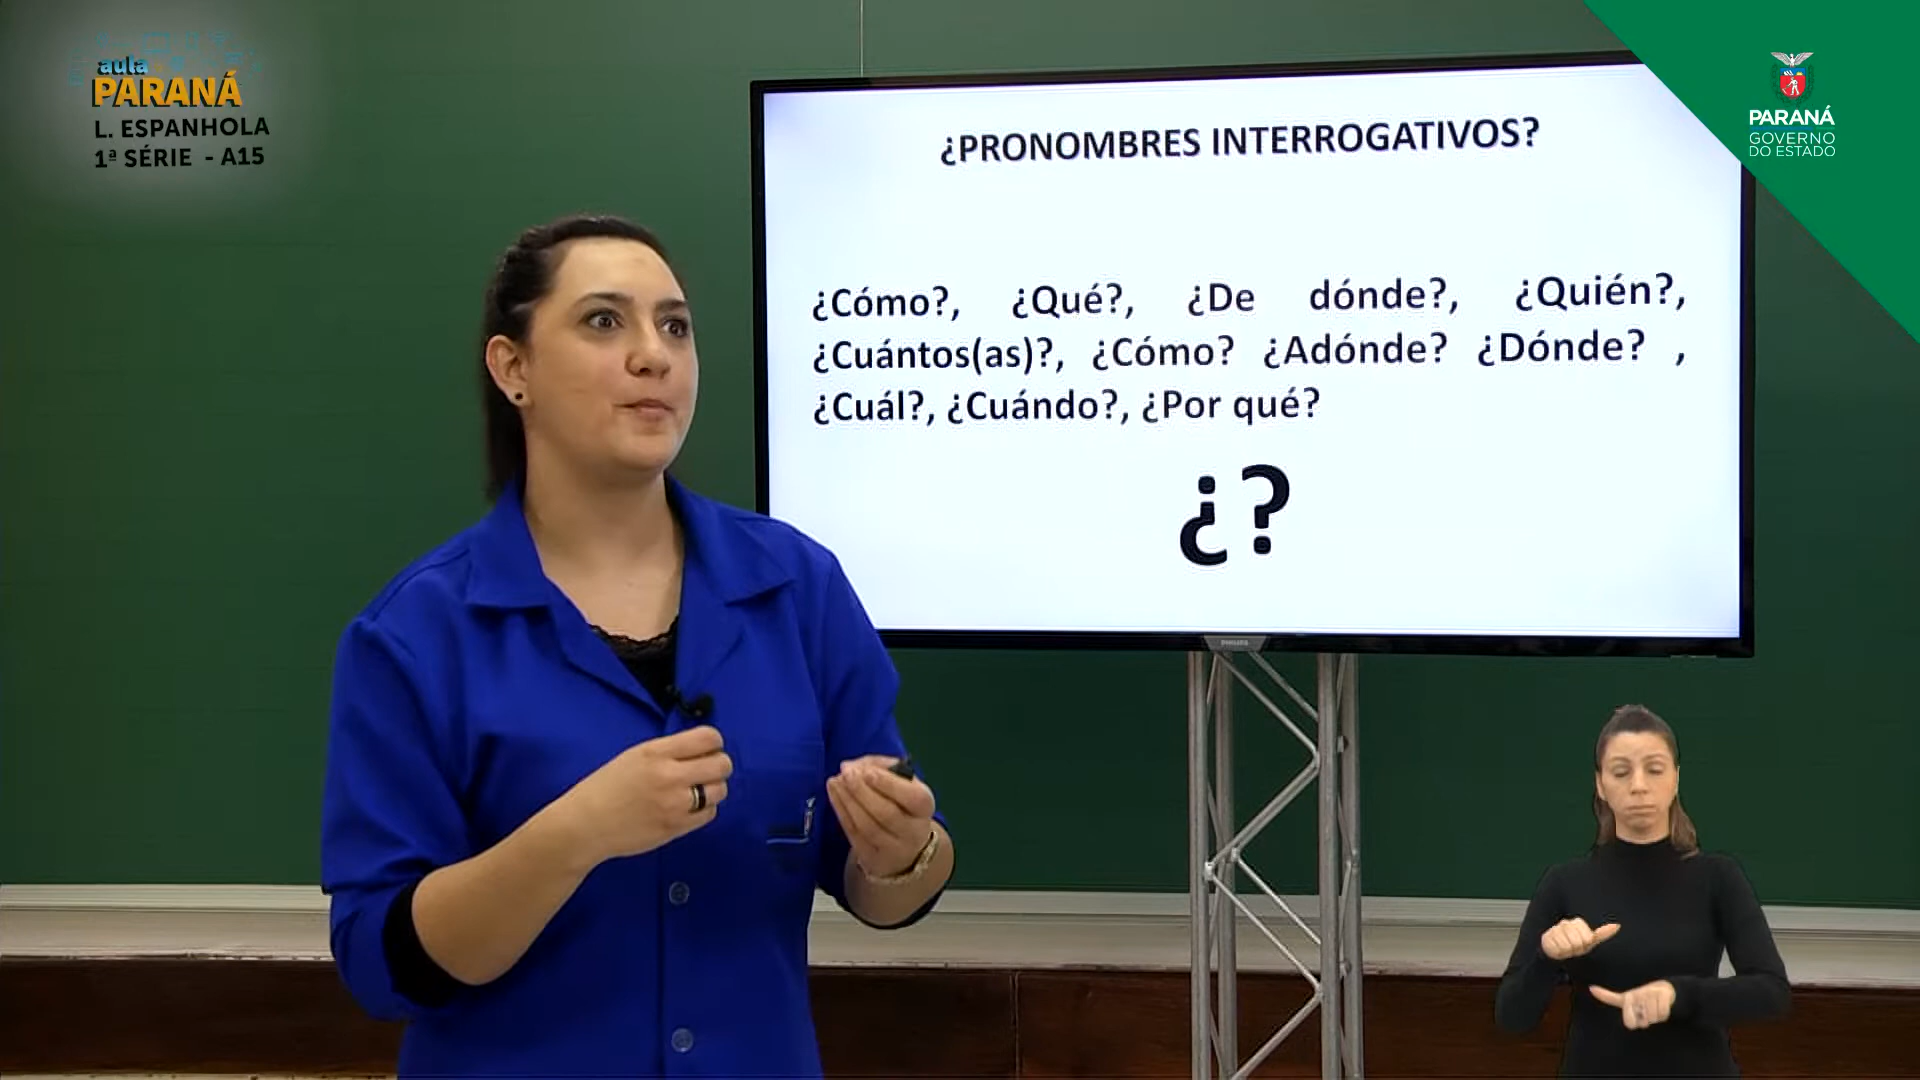 aula
PARANÁ
L. ESPANHOLA
1ª SÉRIE - A15
¿PRONOMBRES INTERROGATIVOS?
¿Cómo?, ¿Qué?, ¿De dónde?, ¿Quién?,
¿Cuántos(as)?, ¿Cómo? ¿Adónde? ¿Dónde? ,
¿Cuál?, ¿Cuándo?, ¿Por qué?
¿?
PHILIPS
PARANÁ
GOVERNO
DO ESTADO